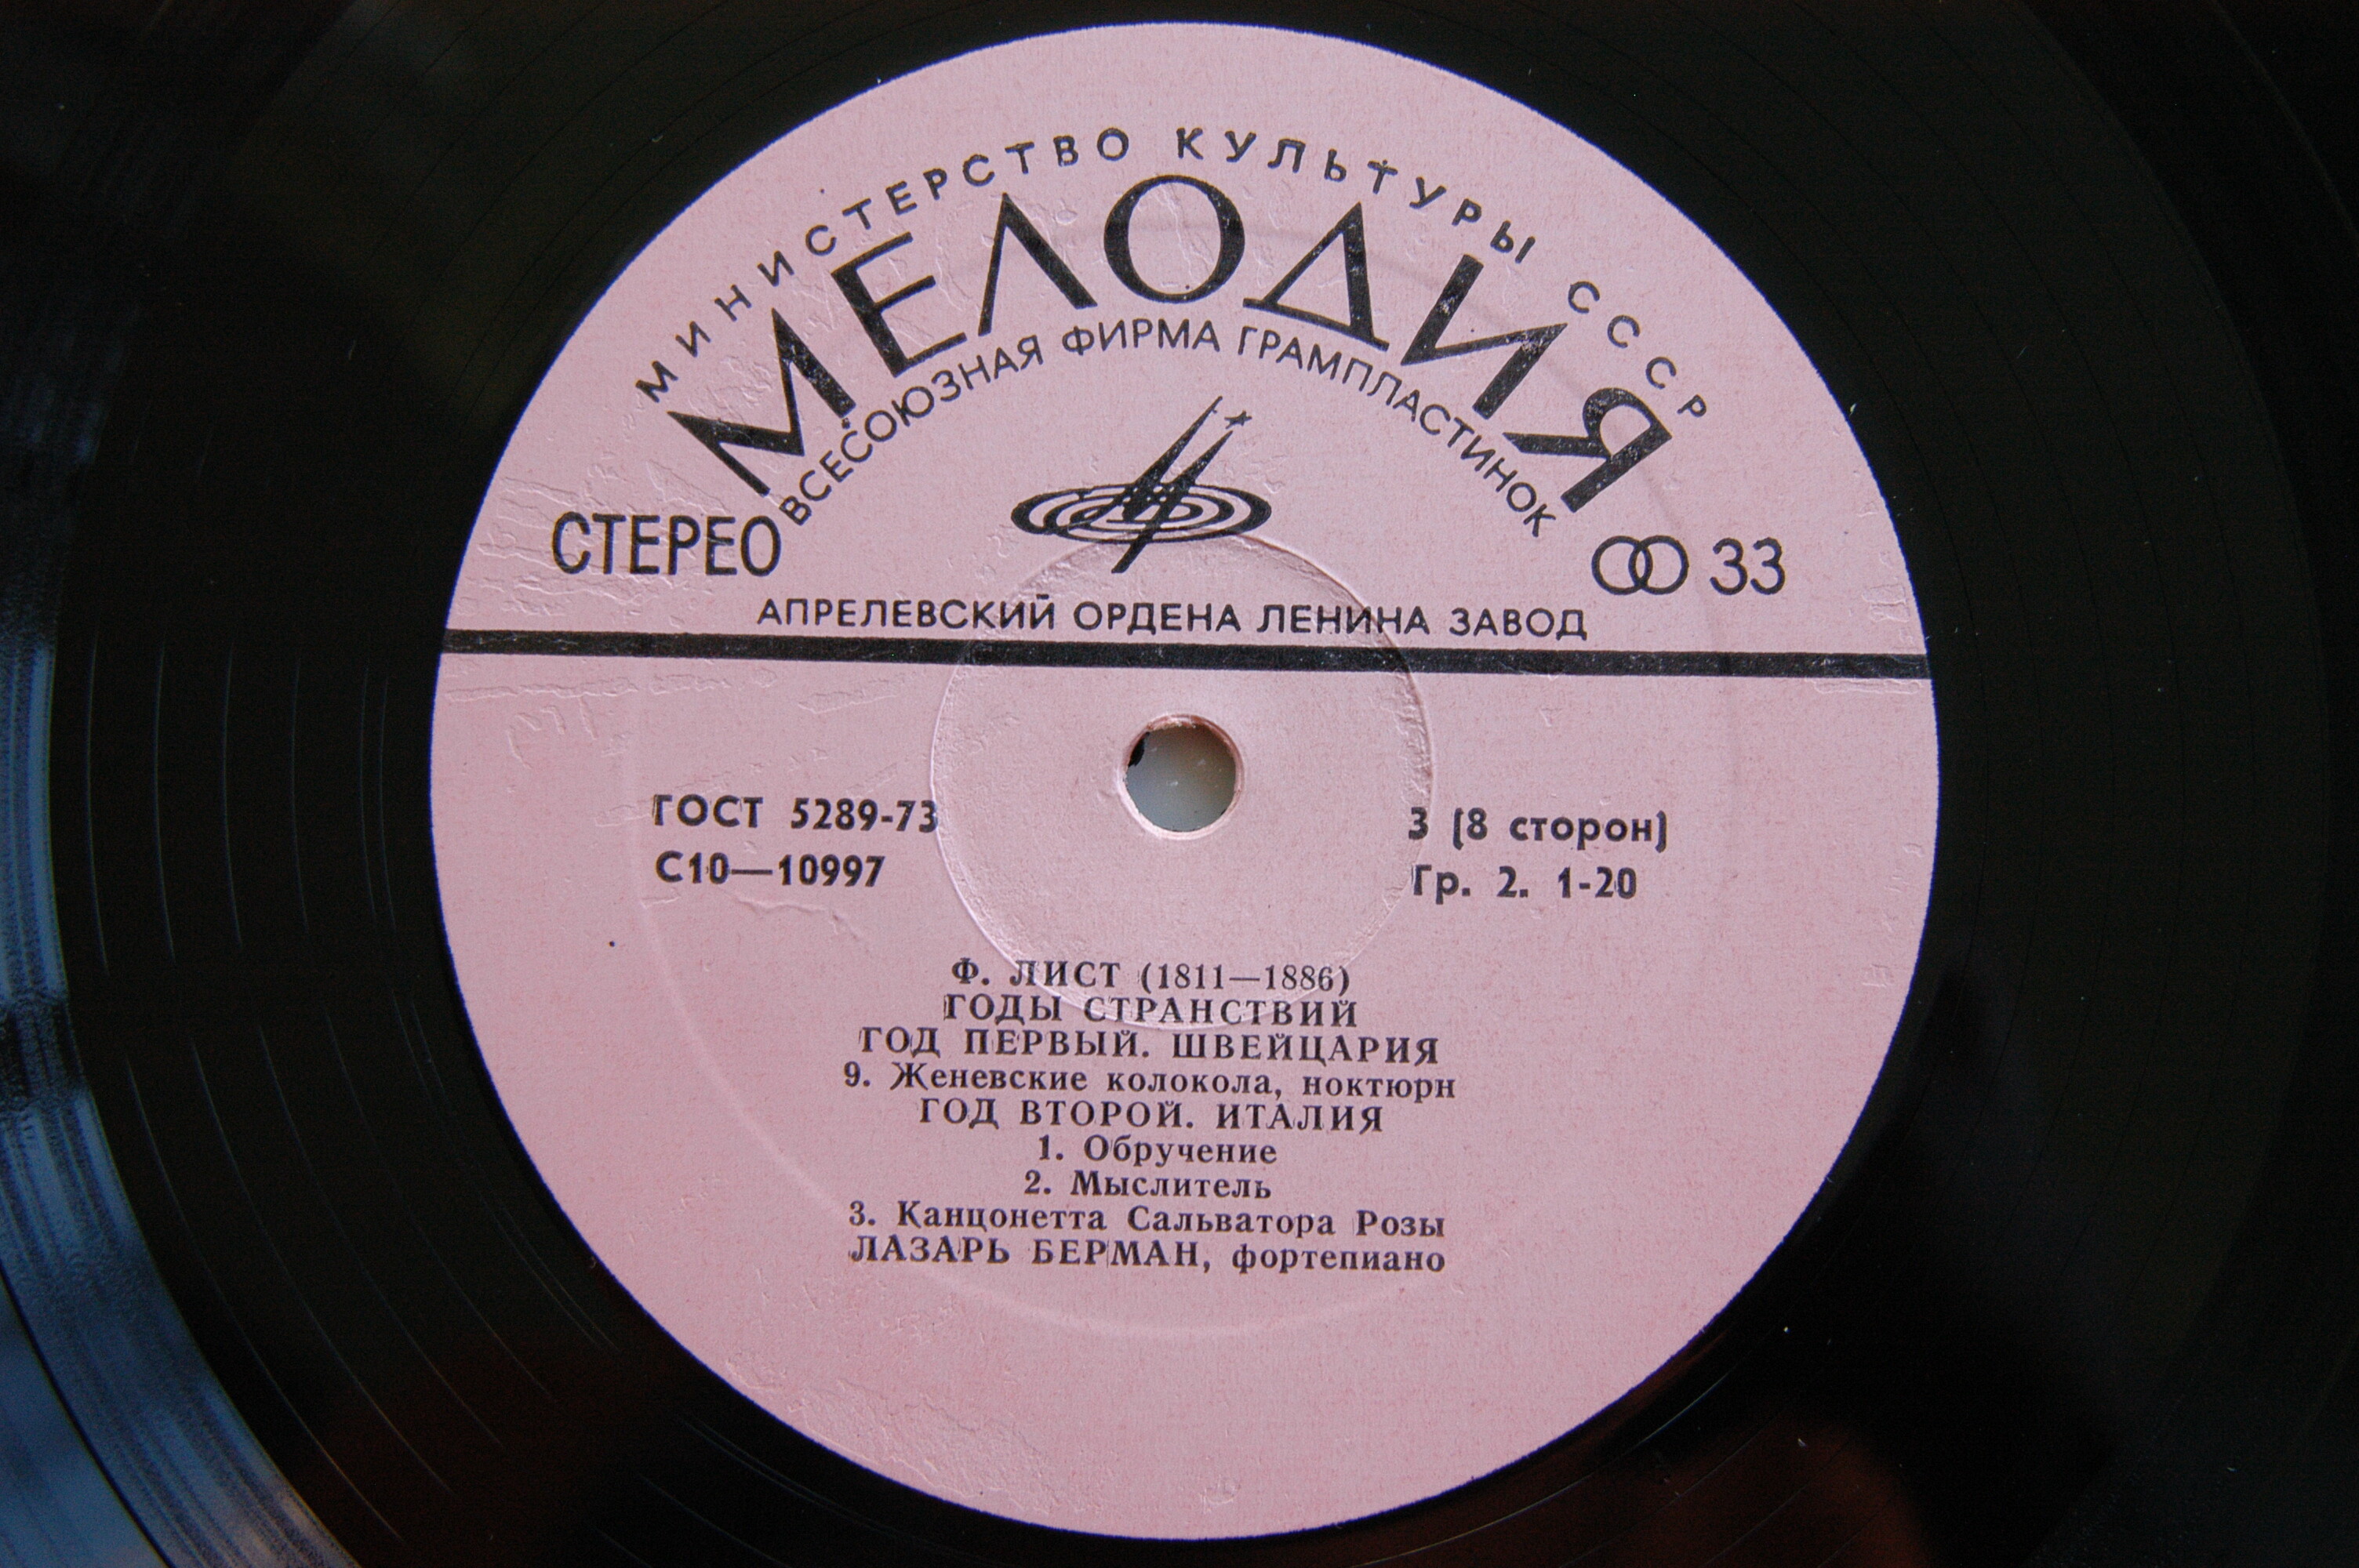 МИНИСТЕРСТВО КУЛЬТУРЫ СССР
МЕЛОДИЯ
ВСЕСОЮЗНАЯ ФИРМА ГРАМПЛАСТИНОК
СТЕРЕО
33
АПРЕЛЕВСКИЙ ОРДЕНА ЛЕНИНА ЗАВОД
ГОСТ 5289-73
С10—10997
3 (8 сторон)
Гр. 2. 1-20
Ф. ЛИСТ (1811—1886)
ГОДЫ СТРАНСТВИЙ
ГОД ПЕРВЫЙ. ШВЕЙЦАРИЯ
9. Женевские колокола, ноктюрн
ГОД ВТОРОЙ. ИТАЛИЯ
1. Обручение
2. Мыслитель
3. Канцонетта Сальватора Розы
ЛАЗАРЬ БЕРМАН, фортепиано